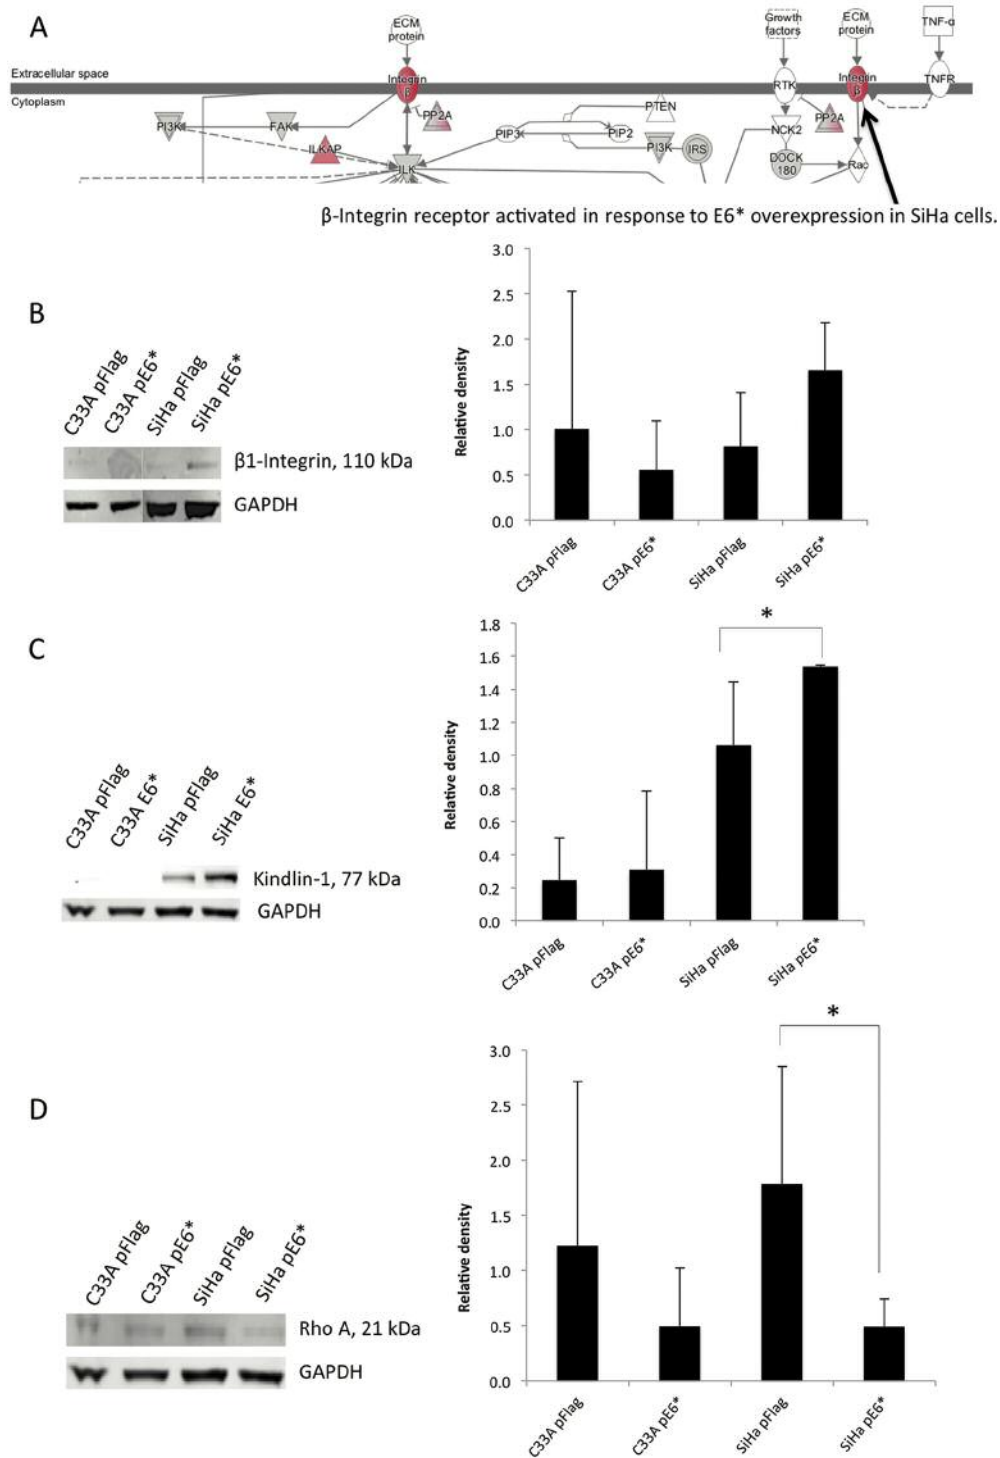 A
ECM
protein
Growth
factors
ECM
protein
TNF-α
Extracellular space
Integrin
β
RTK
Integrin
β
TNFR
Cytoplasm
PI3K
FAK
PP2A
PTEN
PP2A
ILKAP
PIP3
PIP2
NCK2
PI3K
IRS
ILK
DOCK
180
Rac
β-Integrin receptor activated in response to E6* overexpression in SiHa cells.
B
C33A pFlag
C33A pE6*
SiHa pFlag
SiHa pE6*
β1-Integrin, 110 kDa
GAPDH
Relative density
3.0
2.5
2.0
1.5
1.0
0.5
0.0
C33A pFlag
C33A pE6*
SiHa pFlag
SiHa pE6*
C
C33A pFlag
C33A E6*
SiHa pFlag
SiHa E6*
Kindlin-1, 77 kDa
GAPDH
Relative density
1.8
1.6
1.4
1.2
1.0
0.8
0.6
0.4
0.2
0.0
*
C33A pFlag
C33A pE6*
SiHa pFlag
SiHa pE6*
D
C33A pFlag
C33A pE6*
SiHa pFlag
SiHa pE6*
Rho A, 21 kDa
GAPDH
Relative density
3.0
2.5
2.0
1.5
1.0
0.5
0.0
*
C33A pFlag
C33A pE6*
SiHa pFlag
SiHa pE6*